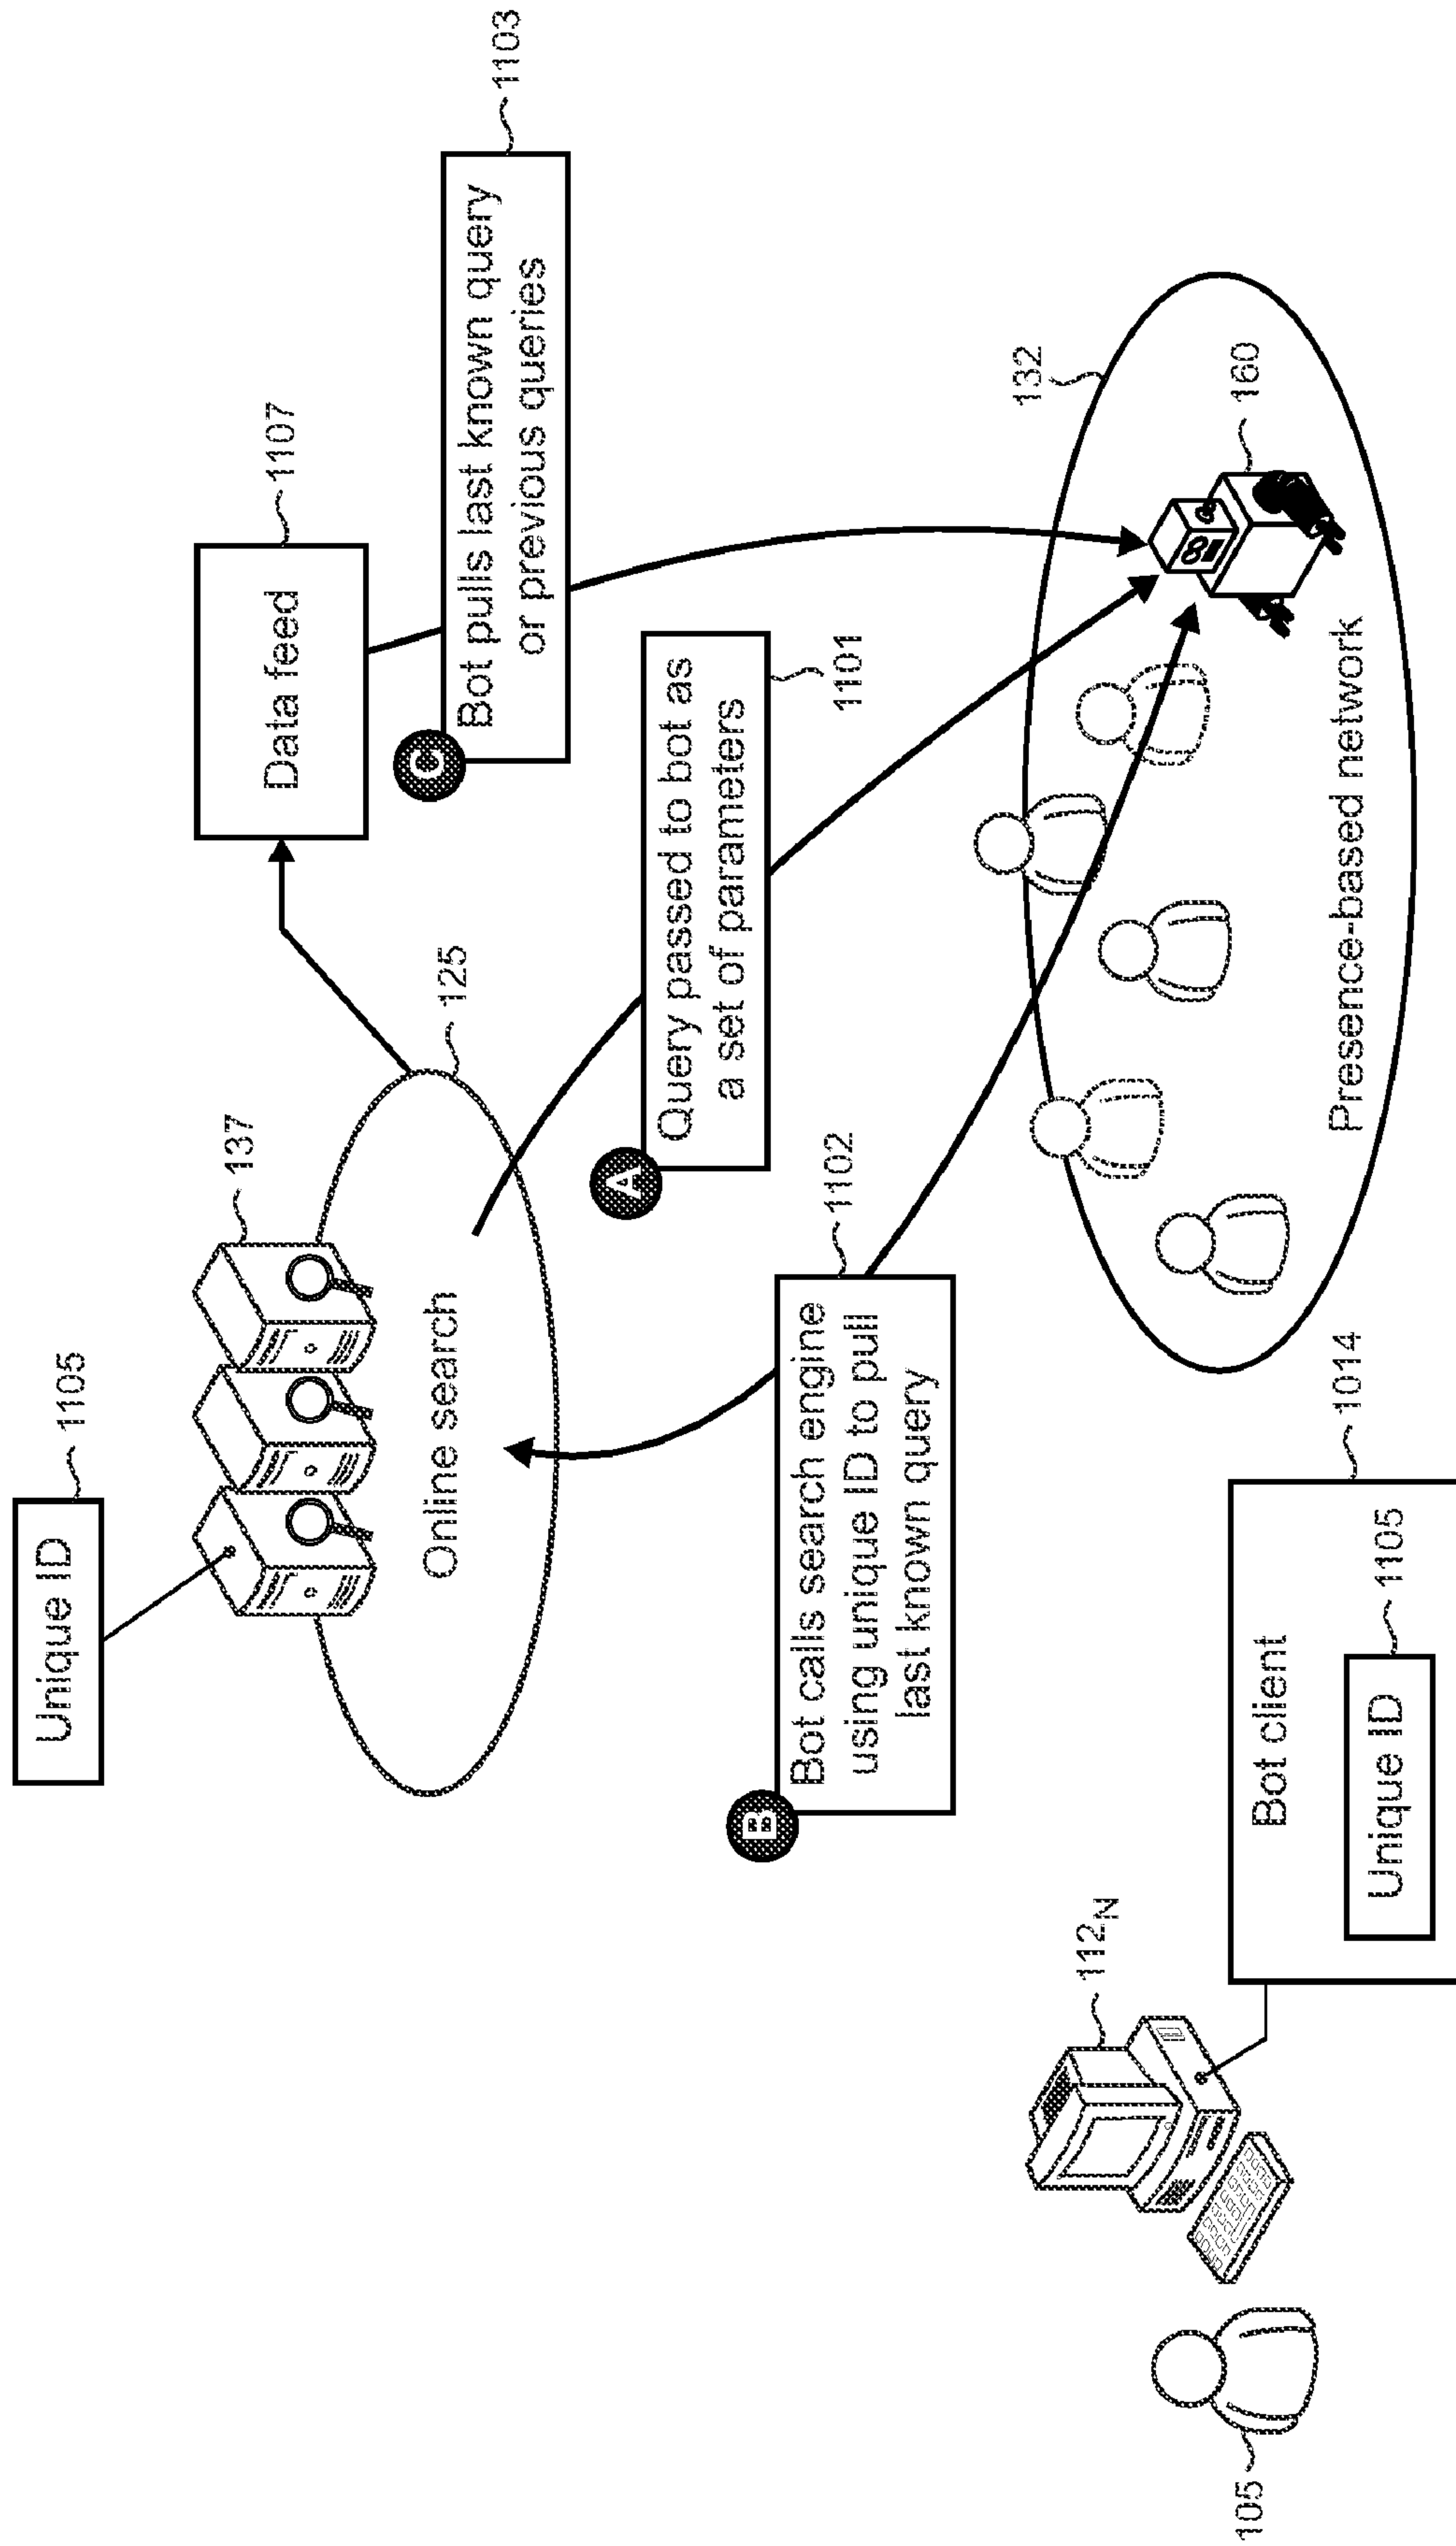 Unique ID
1105
137
Online search
125
Data feed
1107
C
Bot pulls last known query
or previous queries
1103
A
Query passed to bot as
a set of parameters
1101
B
Bot calls search engine
using unique ID to pull
last known query
1102
132
160
Presence-based network
105
112N
Bot client
1014
Unique ID
1105